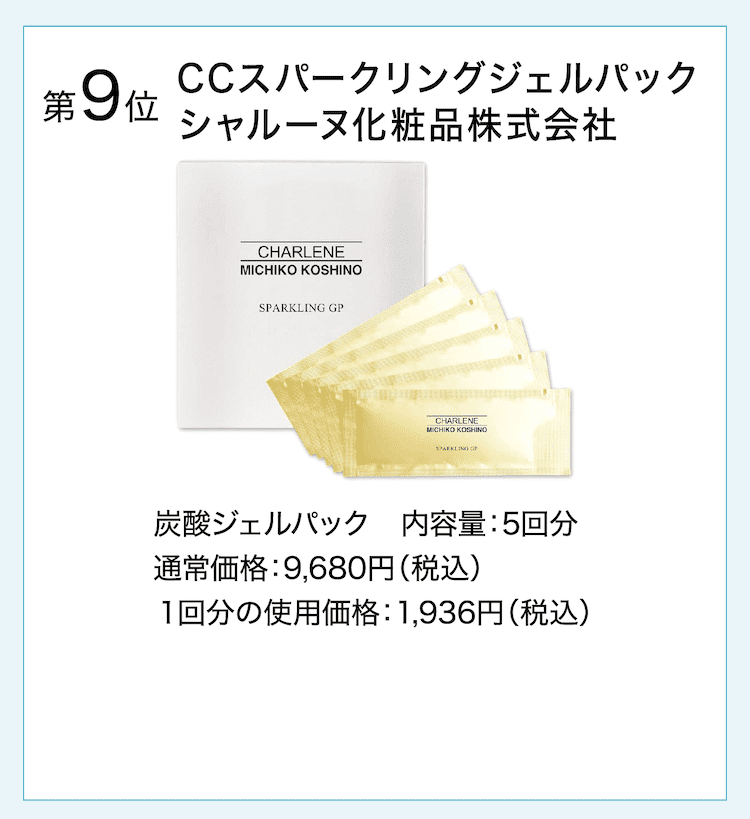 第9位
CCスパークリングジェルパック
シャルーヌ化粧品株式会社
CHARLENE
MICHIKO KOSHINO
SPARKLING GP
CHARLENE
MICHIKO KOSHINO
SPARKLING GP
炭酸ジェルパック　内容量：5回分
通常価格：9,680円（税込）
1回分の使用価格：1,936円（税込）